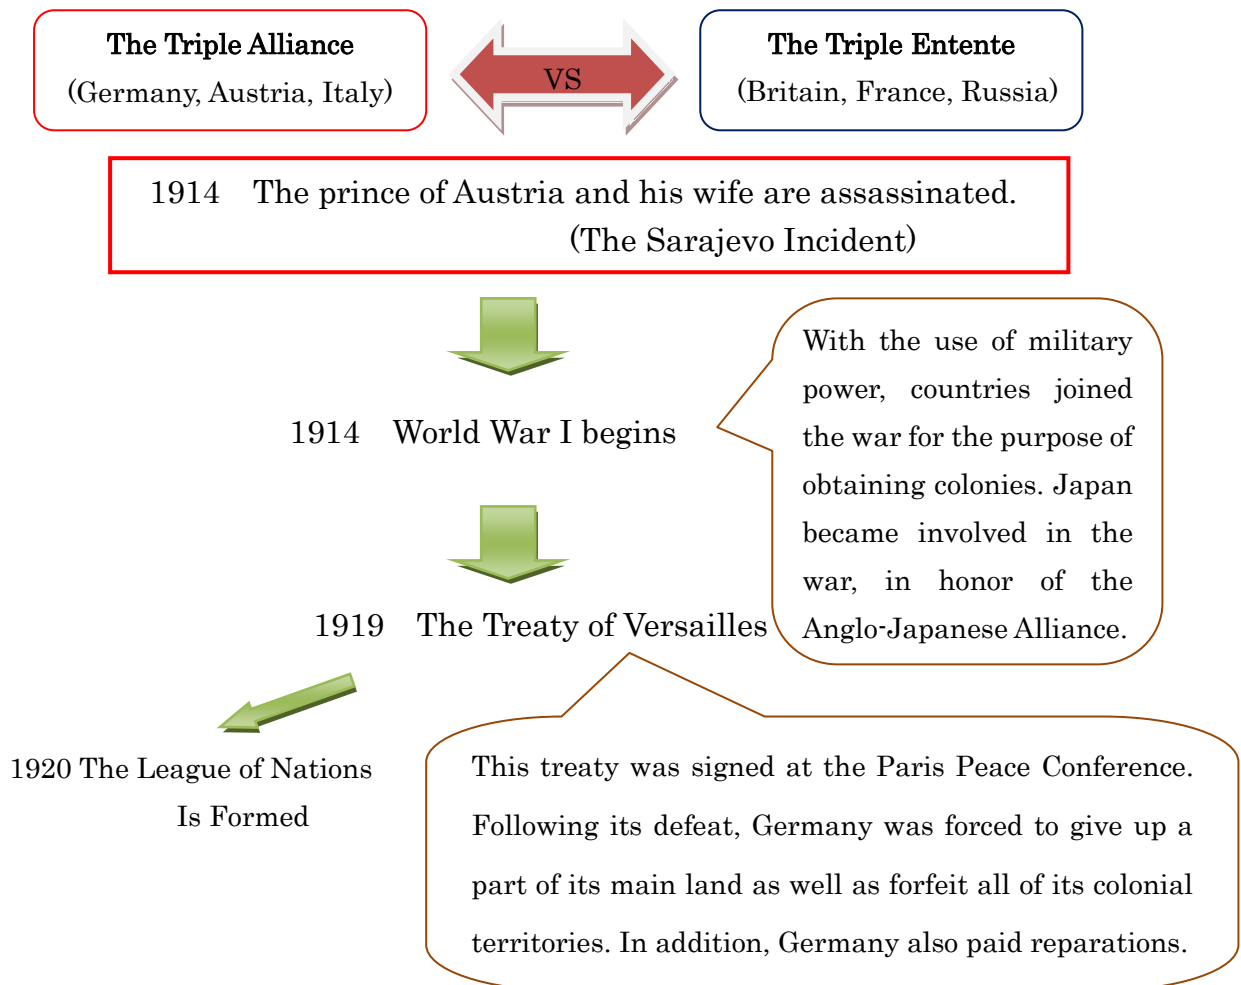 The Triple Alliance
(Germany, Austria, Italy)
VS
The Triple Entente
(Britain, France, Russia)
1914 The prince of Austria and his wife are assassinated.
(The Sarajevo Incident)
1914 World War I begins
With the use of military
power, countries joined
the war for the purpose of
obtaining colonies. Japan
became involved in the
war, in honor of the
Anglo-Japanese Alliance.
1919 The Treaty of Versailles
1920 The League of Nations
Is Formed
This treaty was signed at the Paris Peace Conference.
Following its defeat, Germany was forced to give up a
part of its main land as well as forfeit all of its colonial
territories. In addition, Germany also paid reparations.